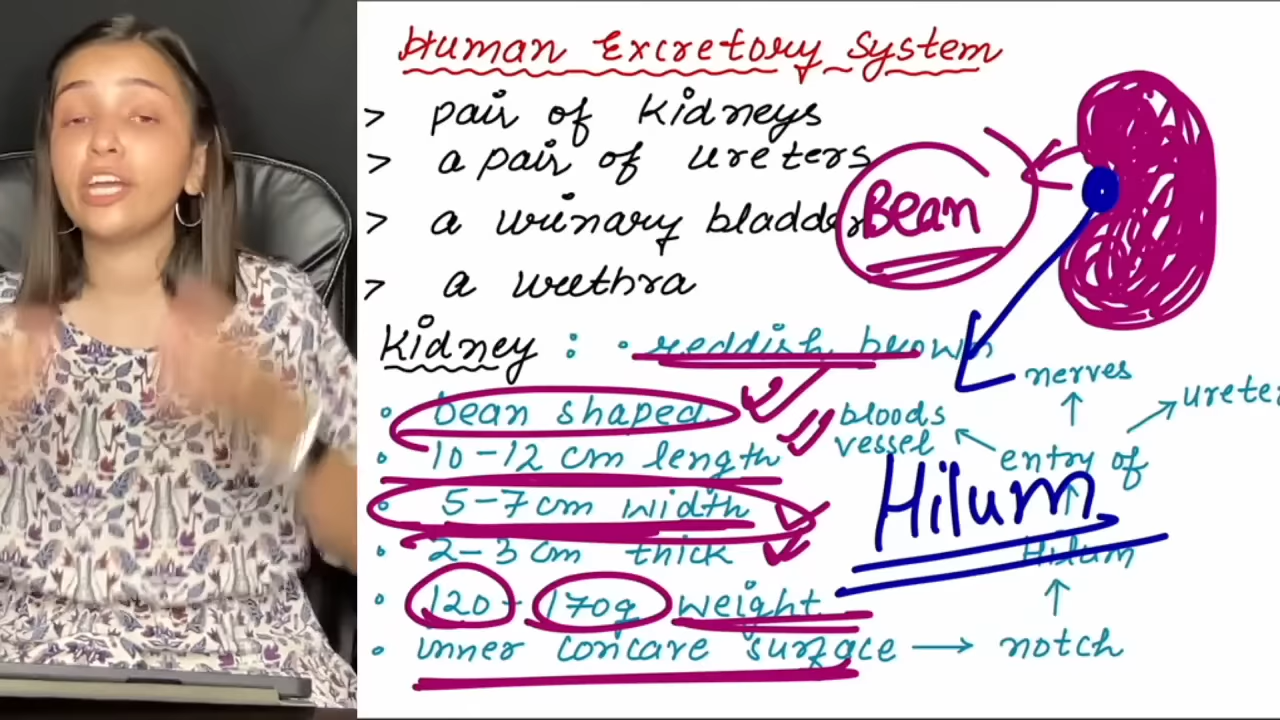 Human Excretory System
> pair of kidneys
> a pair of ureters
> a urinary bladder
> a urethra
Bean
Kidney : • reddish brown
• bean shaped
• 10-12 cm length
• 5-7cm width
• 2-3 cm thick
• 120-170g weight
• inner concave surface → notch
Hilum
Hilum
entry of
bloods
vessel
nerves
ureter